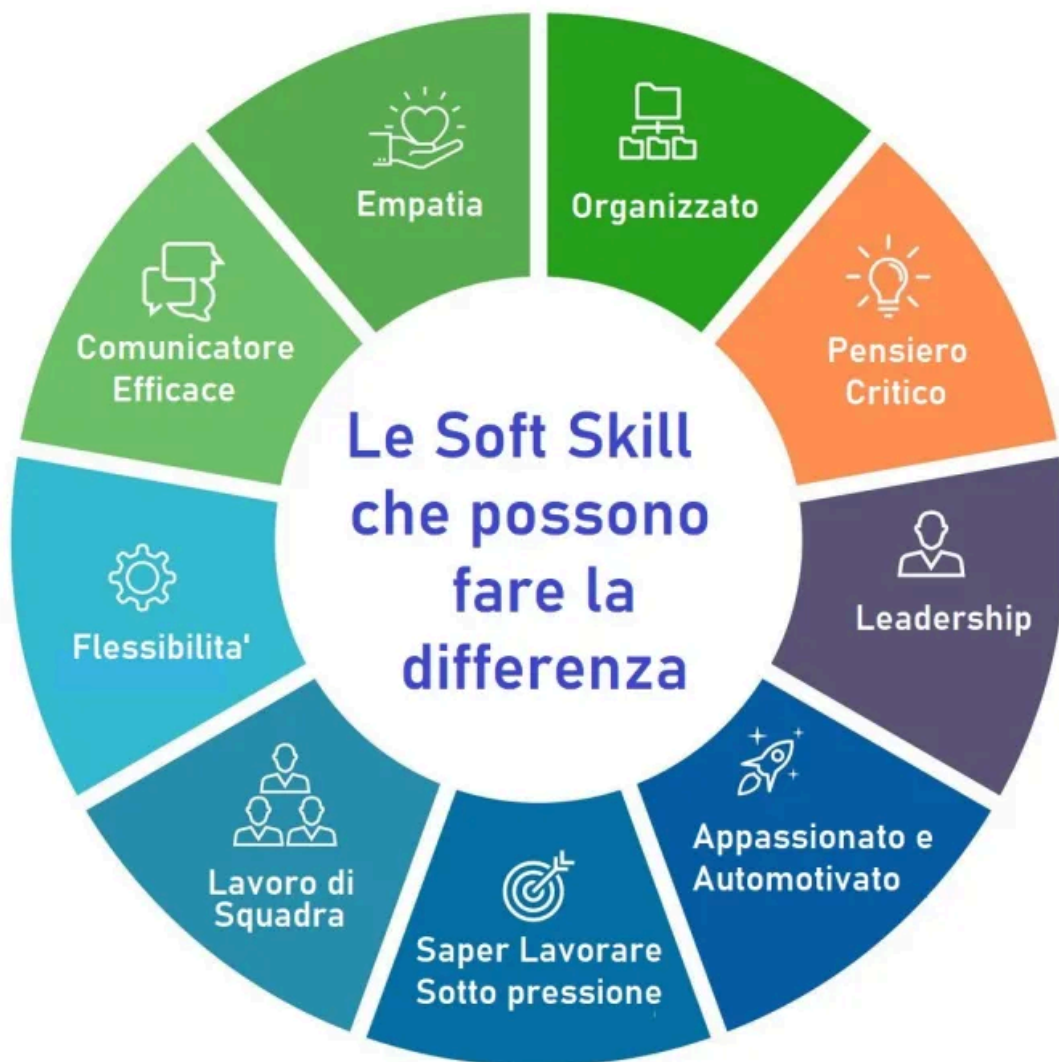 Empatia
Organizzato
Pensiero
Critico
Leadership
Appassionato e
Automotivato
Saper Lavorare
Sotto pressione
Lavoro di
Squadra
Flessibilita'
Comunicatore
Efficace
Le Soft Skill
che possono
fare la
differenza